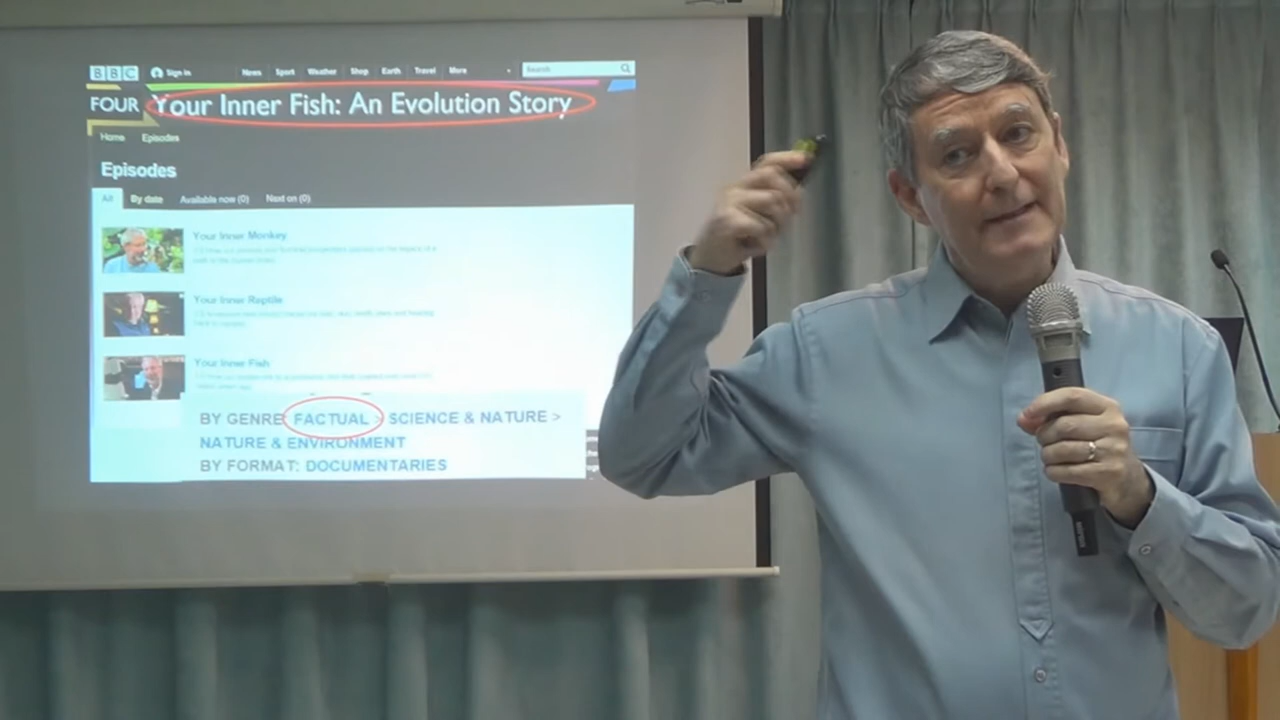 BBC Sign in News Sport Weather Shop Earth Travel More Search
FOUR Your Inner Fish: An Evolution Story
Home Episodes
Episodes
All By date Available now (0) Next on (0)
Your Inner Monkey
Your Inner Reptile
Your Inner Fish
BY GENRE: FACTUAL > SCIENCE & NATURE >
NATURE & ENVIRONMENT
BY FORMAT: DOCUMENTARIES